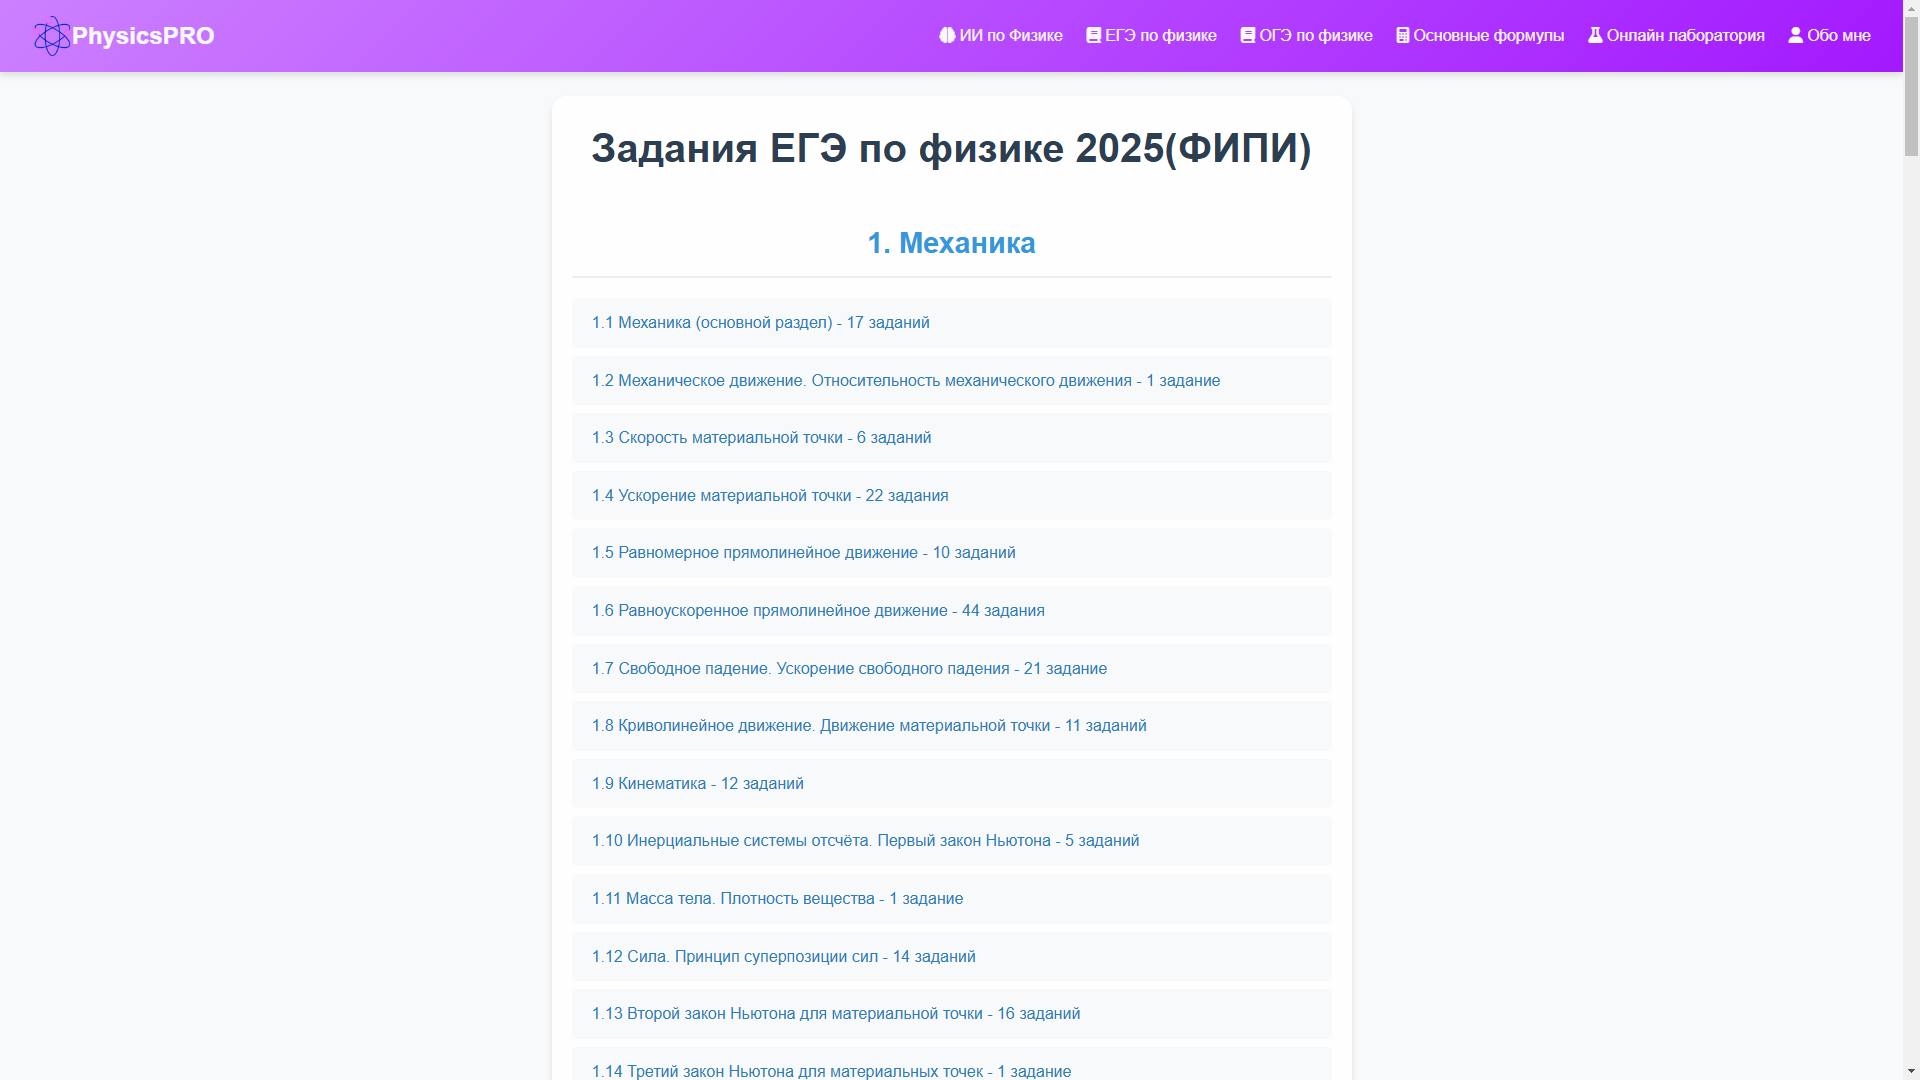 PhysicsPRO
ИИ по Физике
ЕГЭ по физике
ОГЭ по физике
Основные формулы
Онлайн лаборатория
Обо мне
Задания ЕГЭ по физике 2025(ФИПИ)
1. Механика
1.1 Механика (основной раздел) - 17 заданий
1.2 Механическое движение. Относительность механического движения - 1 задание
1.3 Скорость материальной точки - 6 заданий
1.4 Ускорение материальной точки - 22 задания
1.5 Равномерное прямолинейное движение - 10 заданий
1.6 Равноускоренное прямолинейное движение - 44 задания
1.7 Свободное падение. Ускорение свободного падения - 21 задание
1.8 Криволинейное движение. Движение материальной точки - 11 заданий
1.9 Кинематика - 12 заданий
1.10 Инерциальные системы отсчёта. Первый закон Ньютона - 5 заданий
1.11 Масса тела. Плотность вещества - 1 задание
1.12 Сила. Принцип суперпозиции сил - 14 заданий
1.13 Второй закон Ньютона для материальной точки - 16 заданий
1.14 Третий закон Ньютона для материальных точек - 1 задание